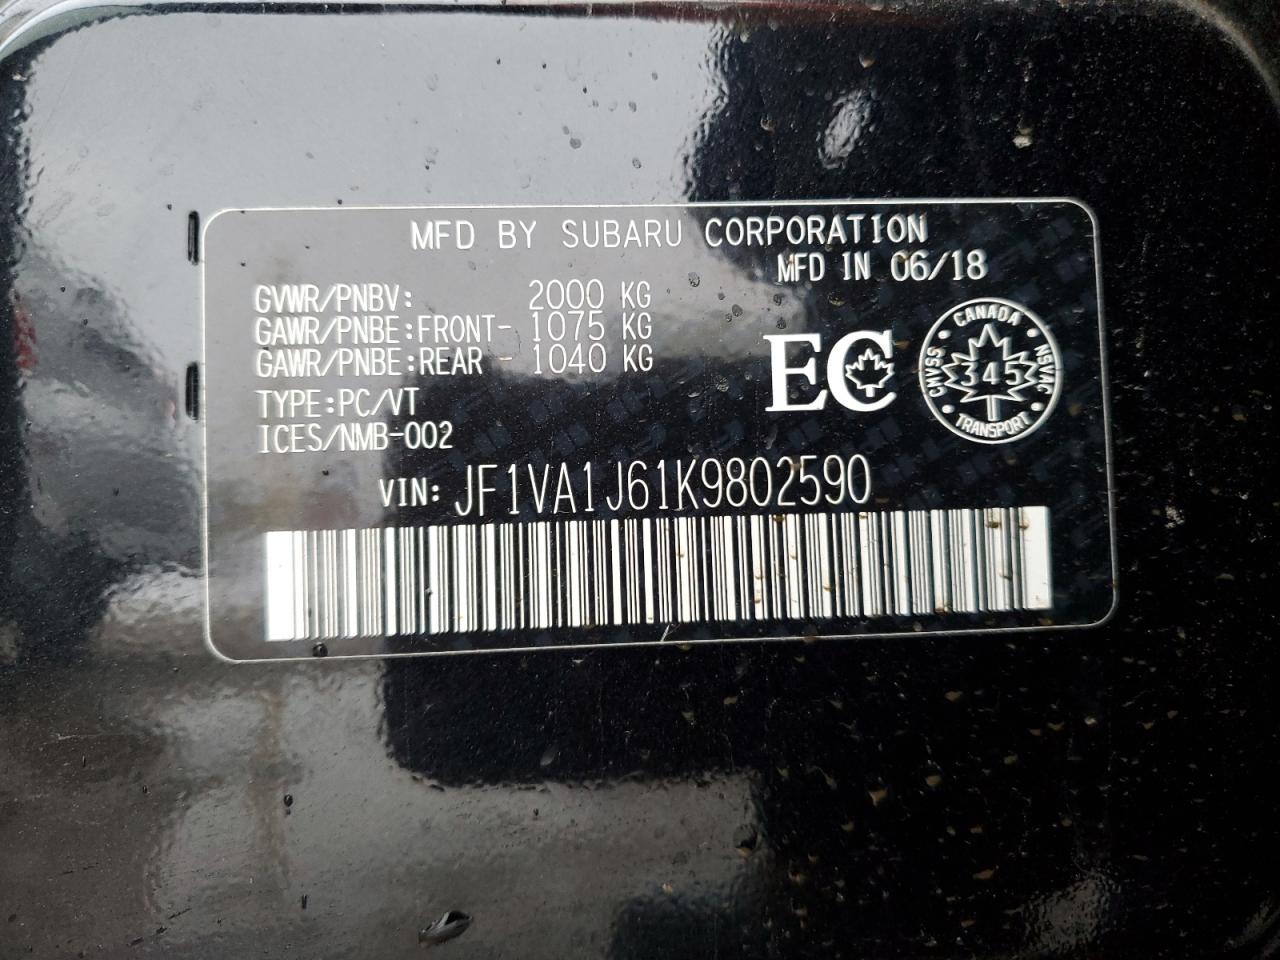 MFD BY SUBARU CORPORATION
MFD IN 06/18
GVWR/PNBV: 2000 KG
GAWR/PNBE:FRONT- 1075 KG
GAWR/PNBE:REAR - 1040 KG
TYPE:PC/VT
ICES/NMB-002
EC
CANADA
CNVSS
345
NSVAC
TRANSPORT
VIN: JF1VA1J61K9802590